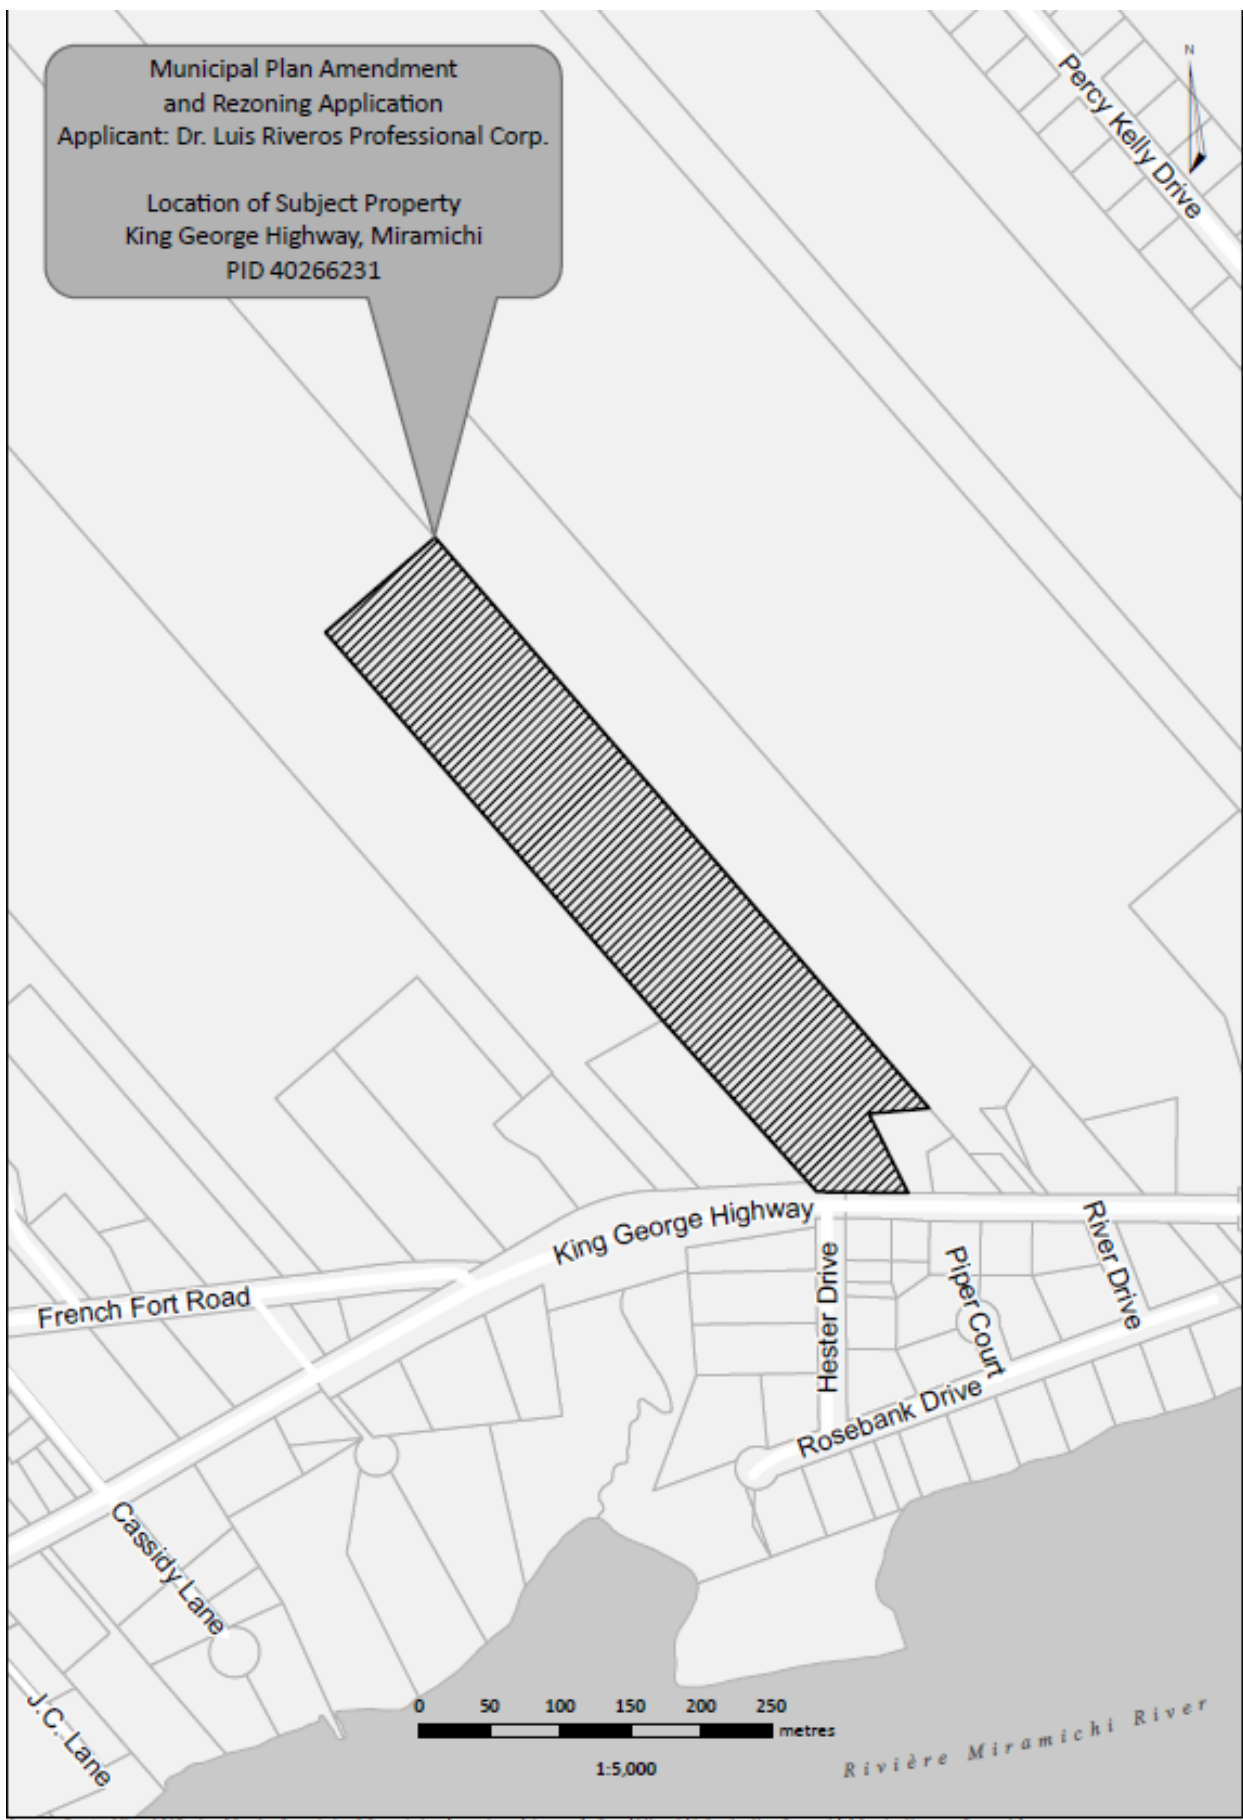 Municipal Plan Amendment
and Rezoning Application
Applicant: Dr. Luis Riveros Professional Corp.
Location of Subject Property
King George Highway, Miramichi
PID 40266231
N
Percy Kelly Drive
King George Highway
French Fort Road
Hester Drive
Piper Court
River Drive
Rosebank Drive
Cassidy Lane
J.C. Lane
0 50 100 150 200 250
metres
1:5,000
Rivière Miramichi River